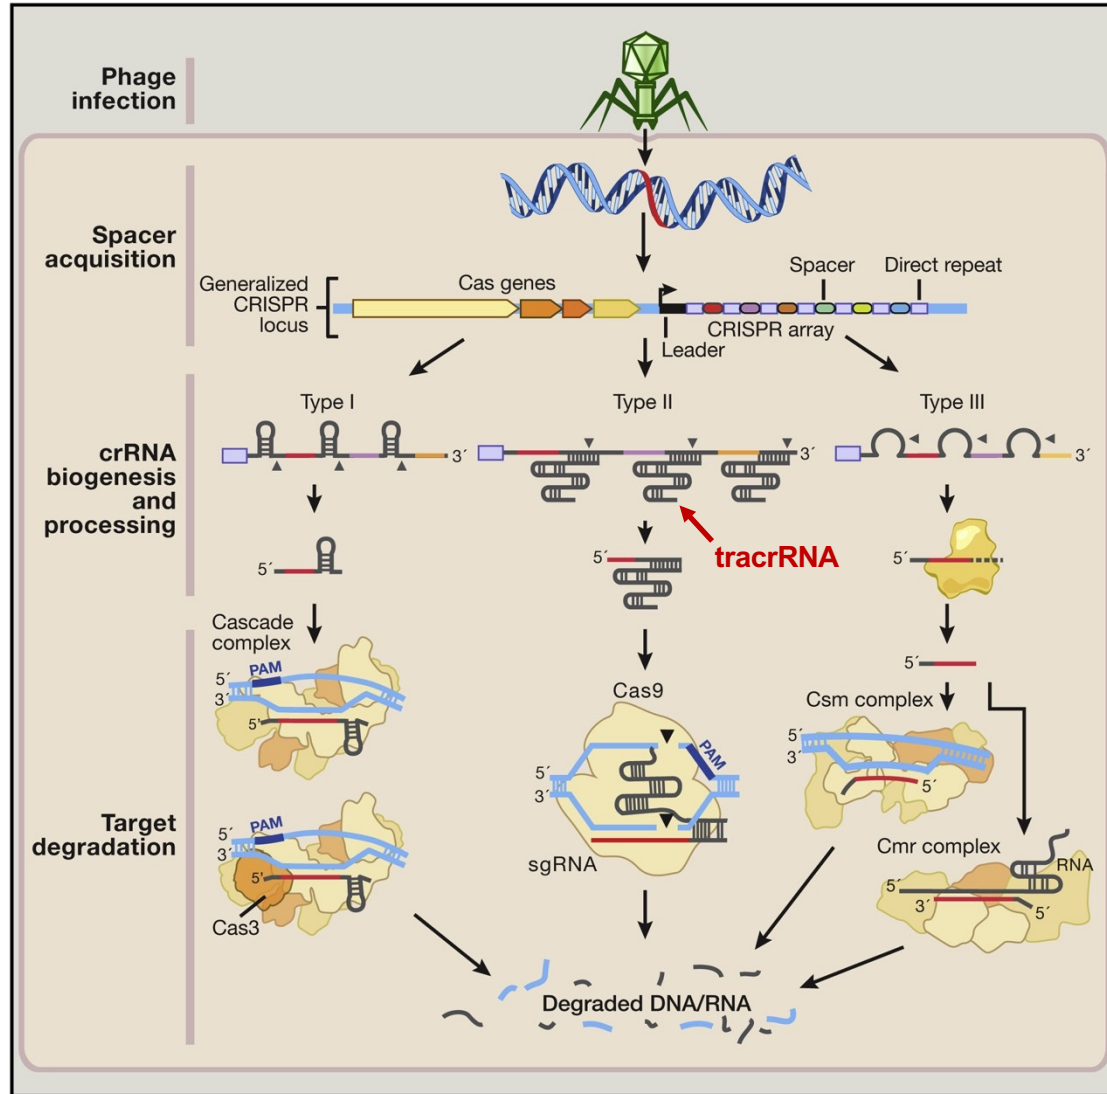 Phage
infection
Spacer
acquisition
Generalized
CRISPR
locus
Cas genes
Spacer
Direct repeat
CRISPR array
Leader
crRNA
biogenesis
and
processing
Type I
Type II
Type III
3´
3´
3´
tracrRNA
5´
5´
5´
5´
Target
degradation
Cascade
complex
PAM
5´
3´
5'
PAM
5´
3´
5'
Cas3
Cas9
PAM
5´
3´
sgRNA
Csm complex
5´
3´
5´
Cmr complex
RNA
5´
3´
5´
Degraded DNA/RNA